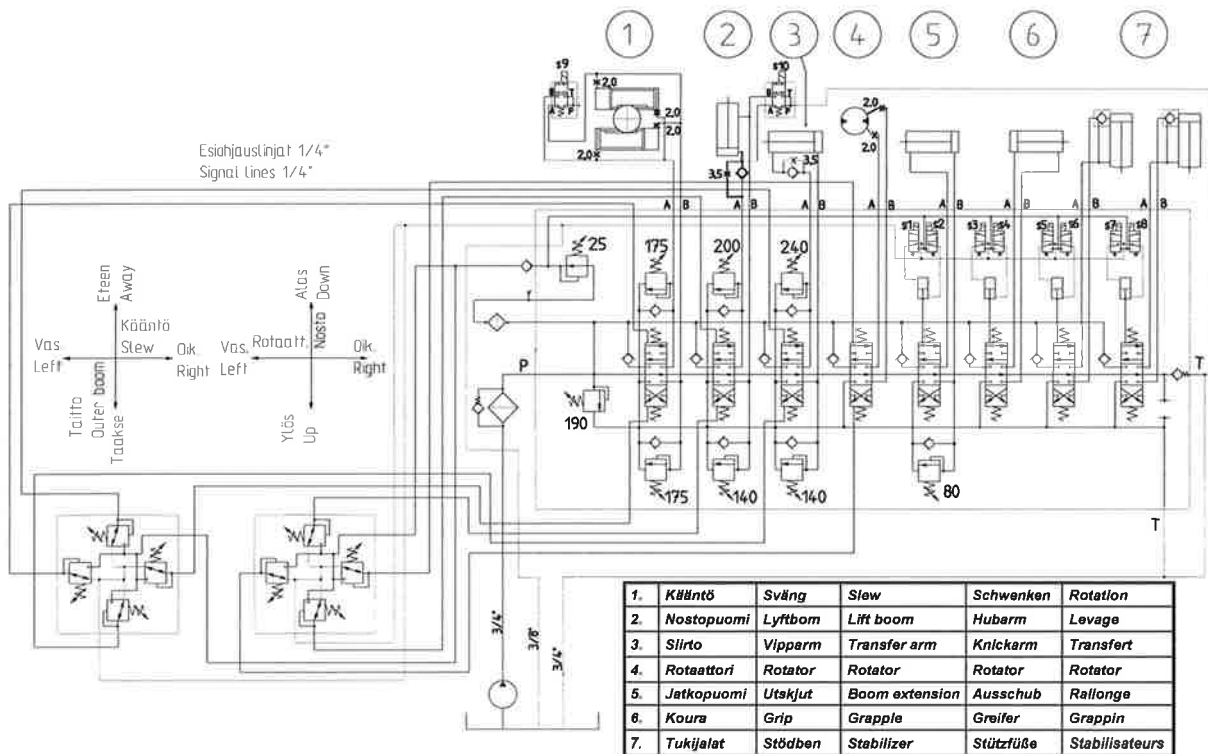 1 2 3 4 5 6 7
s9
s10
B T
A P
B T
A P
2,0
2,0
2,0
2,0
2,0
2,0
3,5
3,5
Esiohjauslinjat 1/4"
Signal lines 1/4"
A B A B A B A B A B A B A B
s1 s2 s3 s4 s5 s6 s7 s8
25 175 200 240
Eteen
Away
Kääntö
Slew
Vas.
Left
Oik.
Right
Taitto
Outer boom
Taakse
Alas
Down
Nosto
Rotaatt.
Vas.
Left
Oik.
Right
Ylös
Up
P
T
190
175 140 140 80
T
3/4"
3/8"
3/4"
1. Kääntö Sväng Slew Schwenken Rotation
2. Nostopuomi Lyftbom Lift boom Hubarm Levage
3. Siirto Vipparm Transfer arm Knickarm Transfert
4. Rotaattori Rotator Rotator Rotator Rotator
5. Jatkopuomi Utskjut Boom extension Ausschub Rallonge
6. Koura Grip Grapple Greifer Grappin
7. Tukijalat Stödben Stabilizer Stützfüße Stabilisateurs